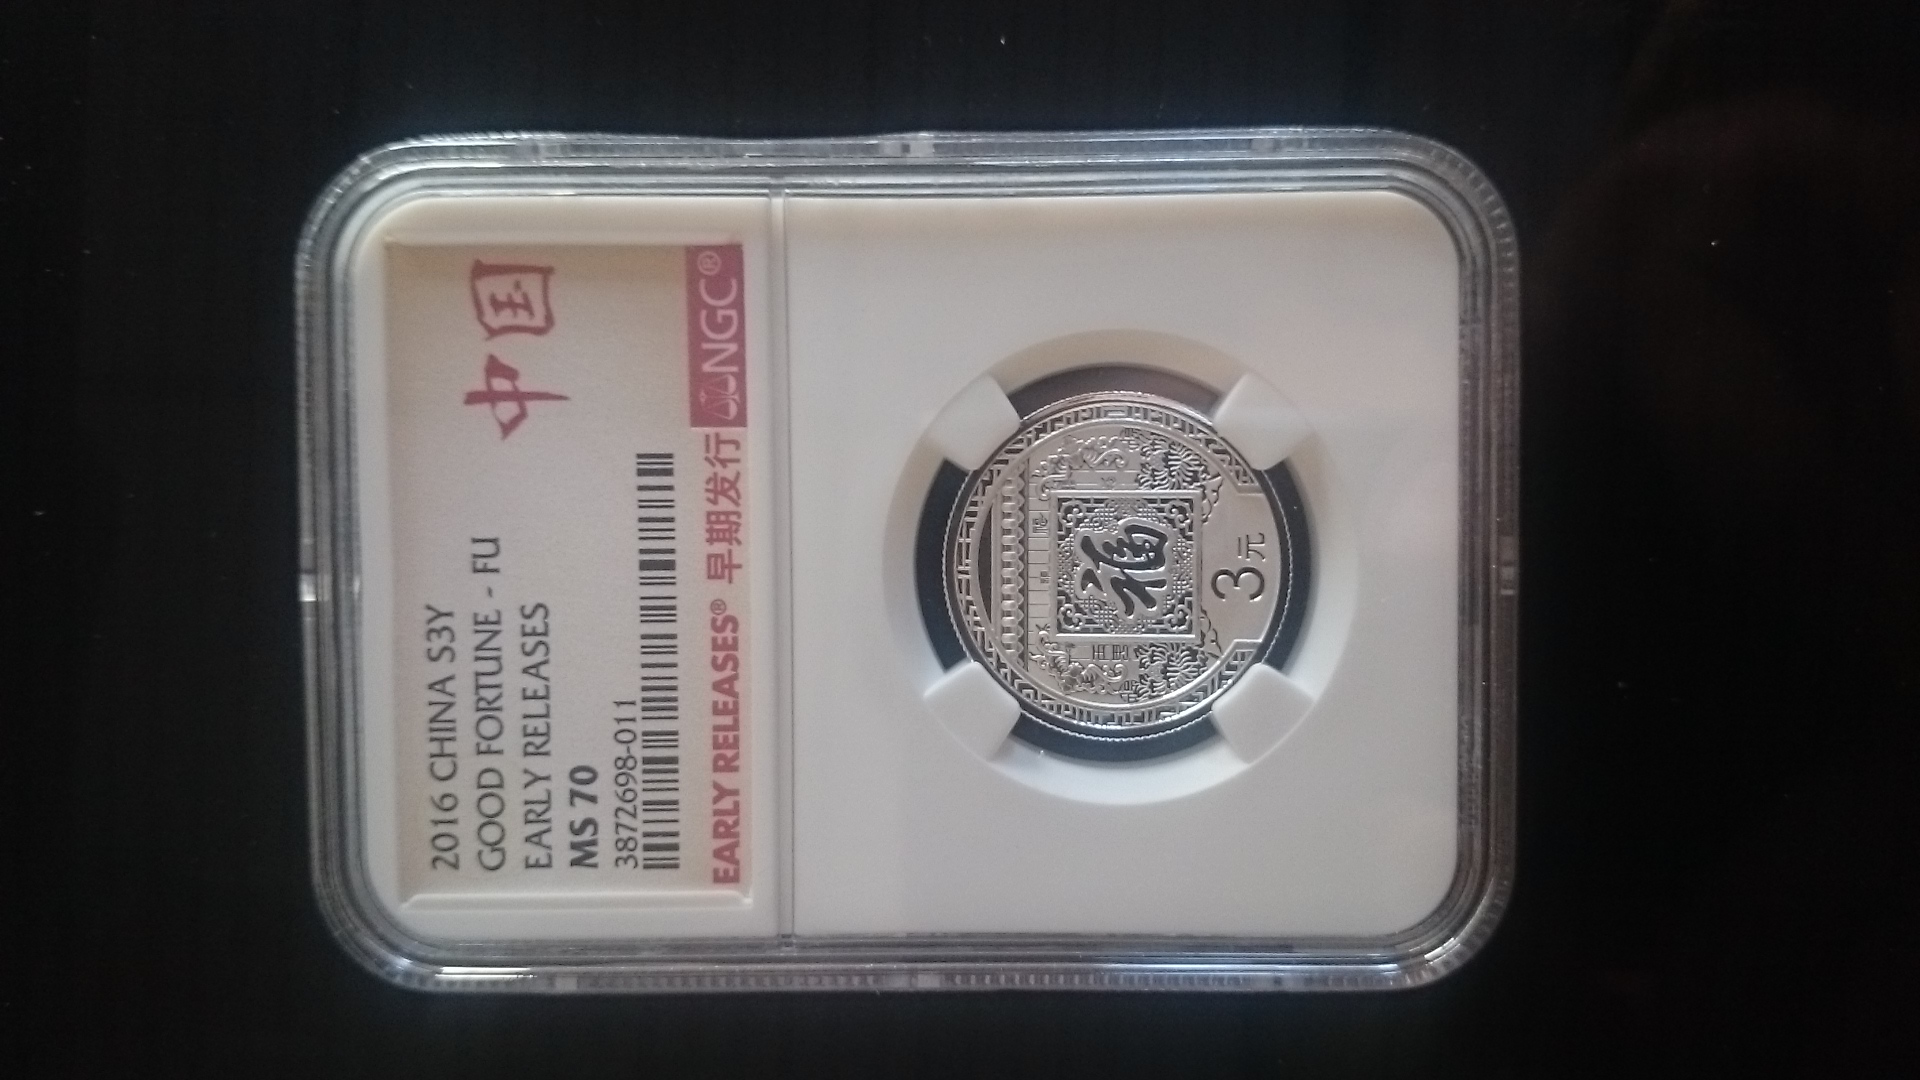 2016 CHINA S3Y
GOOD FORTUNE - FU
EARLY RELEASES
MS 70
3872698-011
中国
EARLY RELEASES® 早期发行
NGC®
福
3元